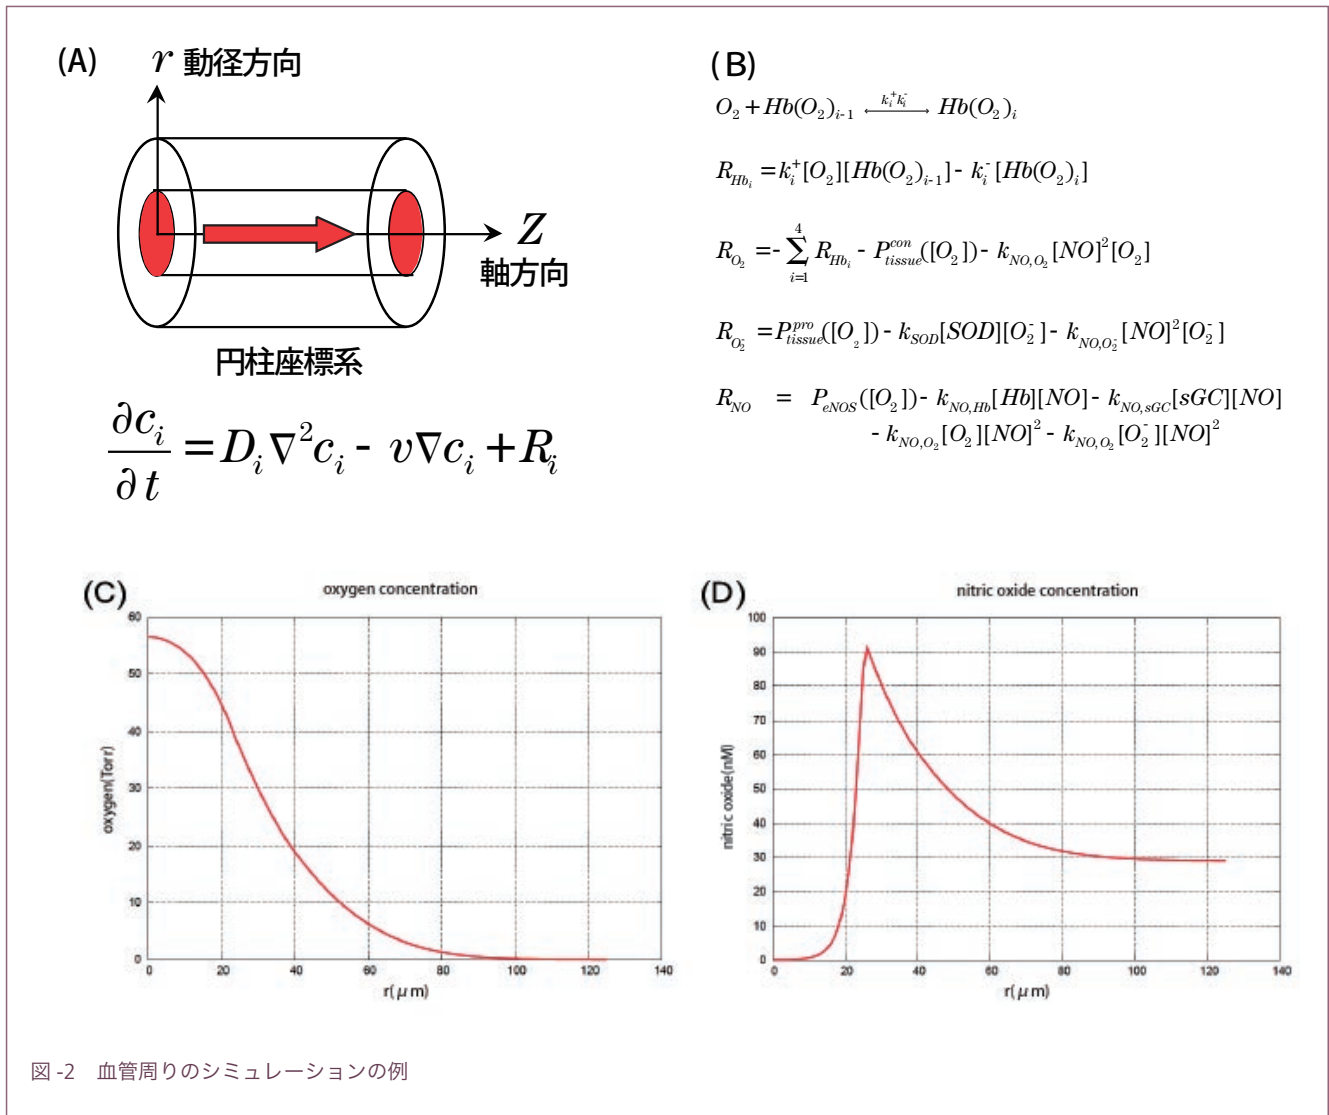 (A)
r 動径方向
Z
軸方向
円柱座標系
∂c_i/∂t = D_i∇²c_i - v∇c_i + R_i
(B)
O₂ + Hb(O₂)_{i-1} ⟷^{k_i^+ k_i^-} Hb(O₂)_i
R_{Hb_i} = k_i^+[O₂][Hb(O₂)_{i-1}] - k_i^-[Hb(O₂)_i]
R_{O₂} = -∑_{i=1}^{4} R_{Hb_i} - P_{tissue}^{con}([O₂]) - k_{NO,O₂}[NO]²[O₂]
R_{O₂^-} = P_{tissue}^{pro}([O₂]) - k_{SOD}[SOD][O₂^-] - k_{NO,O₂^-}[NO]²[O₂^-]
R_{NO} = P_{eNOS}([O₂]) - k_{NO,Hb}[Hb][NO] - k_{NO,sGC}[sGC][NO]
- k_{NO,O₂}[O₂][NO]² - k_{NO,O₂}[O₂^-][NO]²
(C)
oxygen concentration
60
50
40
30
20
10
0
oxygen(Torr)
0 20 40 60 80 100 120 140
r(μm)
(D)
nitric oxide concentration
100
90
80
70
60
50
40
30
20
10
0
nitric oxide(nM)
0 20 40 60 80 100 120 140
r(μm)
図-2 血管周りのシミュレーションの例